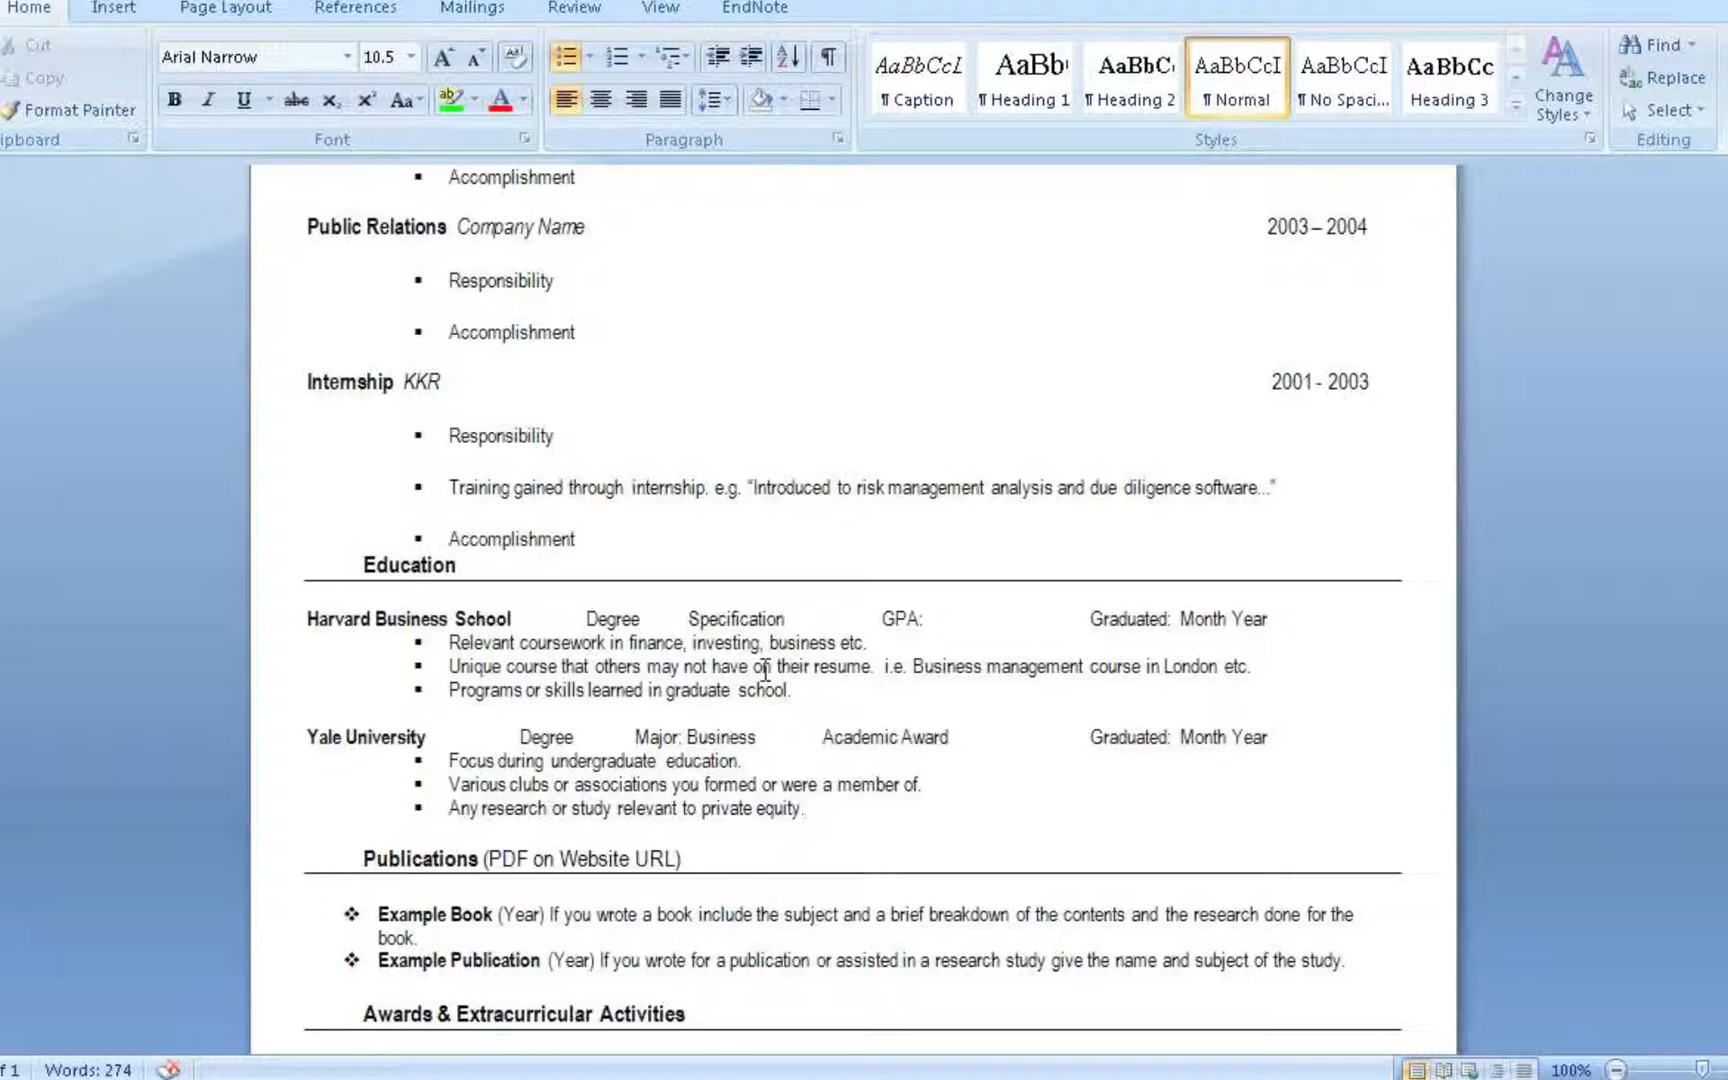 Home Insert Page Layout References Mailings Review View EndNote
Cut Arial Narrow 10.5 Find
Copy Replace
Format Painter Select
AaBbCcI AaBb AaBbC AaBbCcI AaBbCcI AaBbCc
¶ Caption ¶ Heading 1 ¶ Heading 2 ¶ Normal ¶ No Spaci... Heading 3 Change Styles
ipboard Font Paragraph Styles Editing
Accomplishment
Public Relations Company Name 2003 – 2004
Responsibility
Accomplishment
Internship KKR 2001 - 2003
Responsibility
Training gained through internship. e.g. "Introduced to risk management analysis and due diligence software..."
Accomplishment
Education
Harvard Business School Degree Specification GPA: Graduated: Month Year
Relevant coursework in finance, investing, business etc.
Unique course that others may not have on their resume. i.e. Business management course in London etc.
Programs or skills learned in graduate school.
Yale University Degree Major: Business Academic Award Graduated: Month Year
Focus during undergraduate education.
Various clubs or associations you formed or were a member of.
Any research or study relevant to private equity.
Publications (PDF on Website URL)
Example Book (Year) If you wrote a book include the subject and a brief breakdown of the contents and the research done for the
book.
Example Publication (Year) If you wrote for a publication or assisted in a research study give the name and subject of the study.
Awards & Extracurricular Activities
f 1 Words: 274 100%